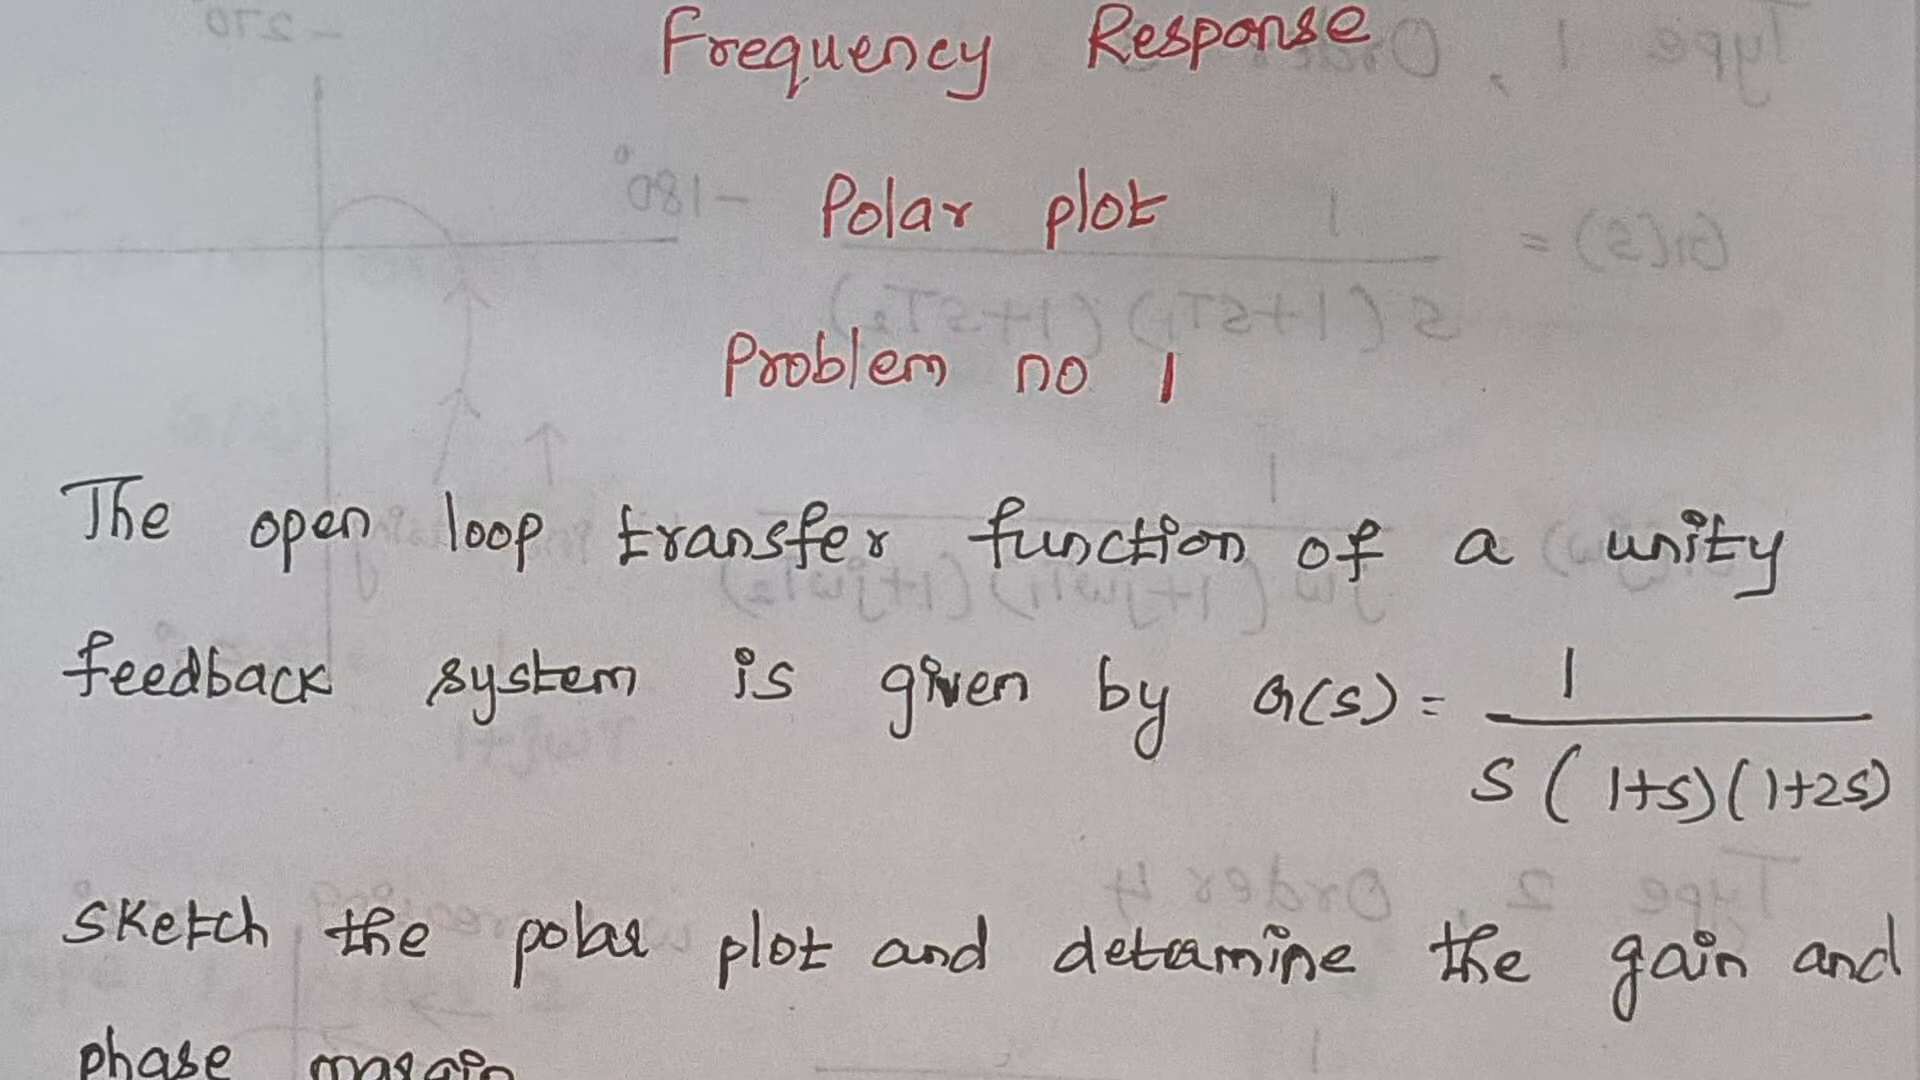 Frequency Response
Polar plot
Problem no 1
The open loop transfer function of a unity
feedback system is given by G(s) = 1
s(1+s)(1+2s)
sketch the polar plot and determine the gain and
phase margin